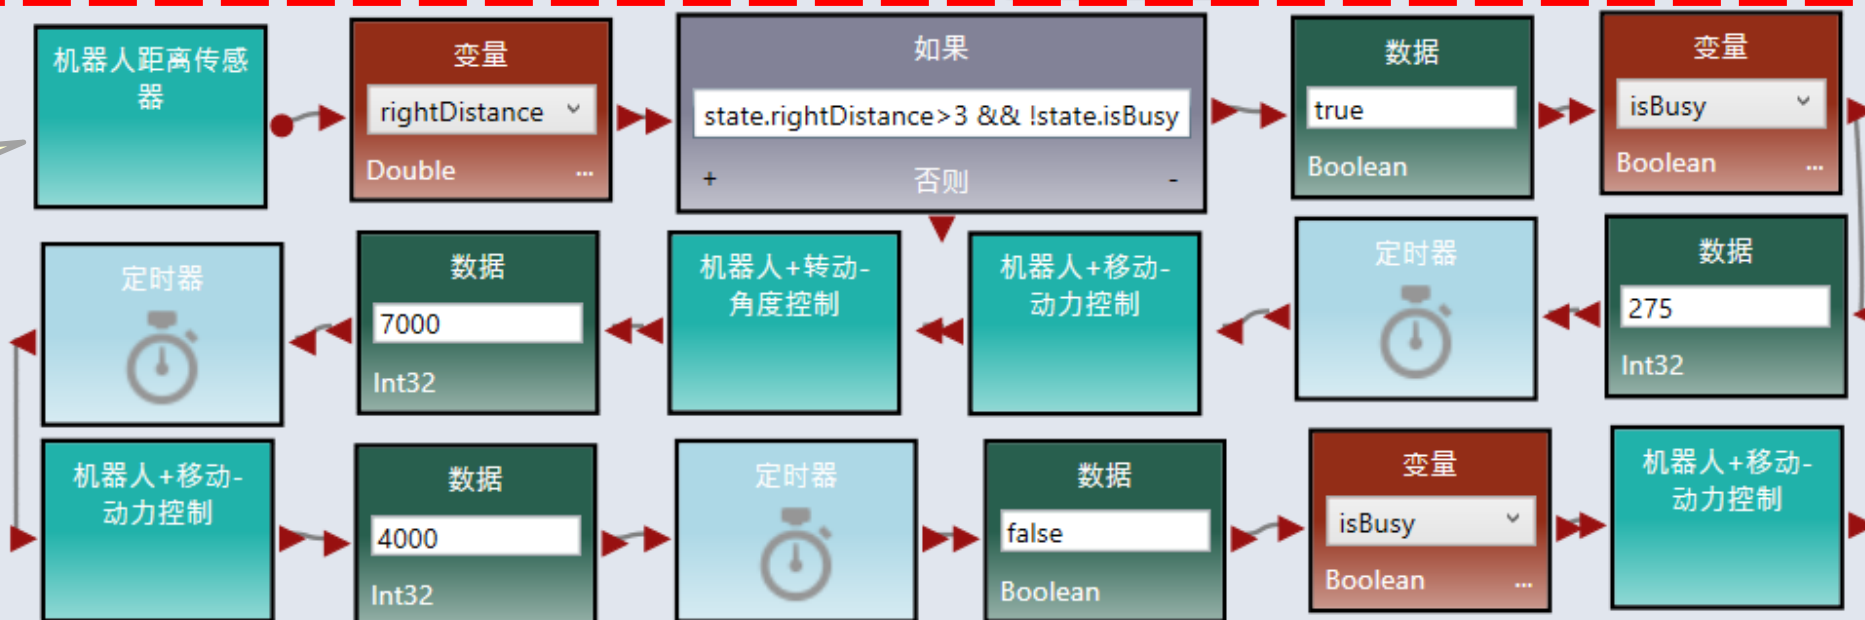 机器人距离传感
器
变量
rightDistance
Double
...
如果
state.rightDistance>3 && !state.isBusy
+
否则
-
数据
true
Boolean
变量
isBusy
Boolean
...
定时器
数据
7000
Int32
机器人+转动-
角度控制
机器人+移动-
动力控制
定时器
数据
275
Int32
机器人+移动-
动力控制
数据
4000
Int32
定时器
数据
false
Boolean
变量
isBusy
Boolean
...
机器人+移动-
动力控制